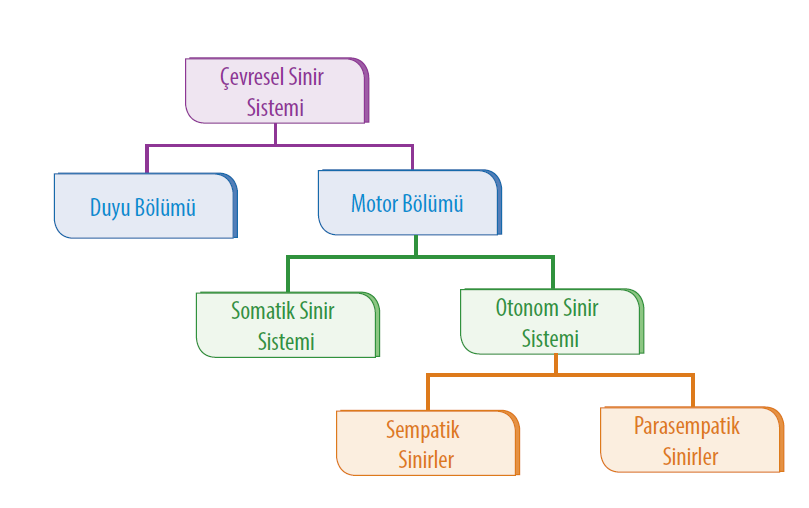 Çevresel Sinir
Sistemi
Duyu Bölümü
Motor Bölümü
Somatik Sinir
Sistemi
Otonom Sinir
Sistemi
Sempatik
Sinirler
Parasempatik
Sinirler